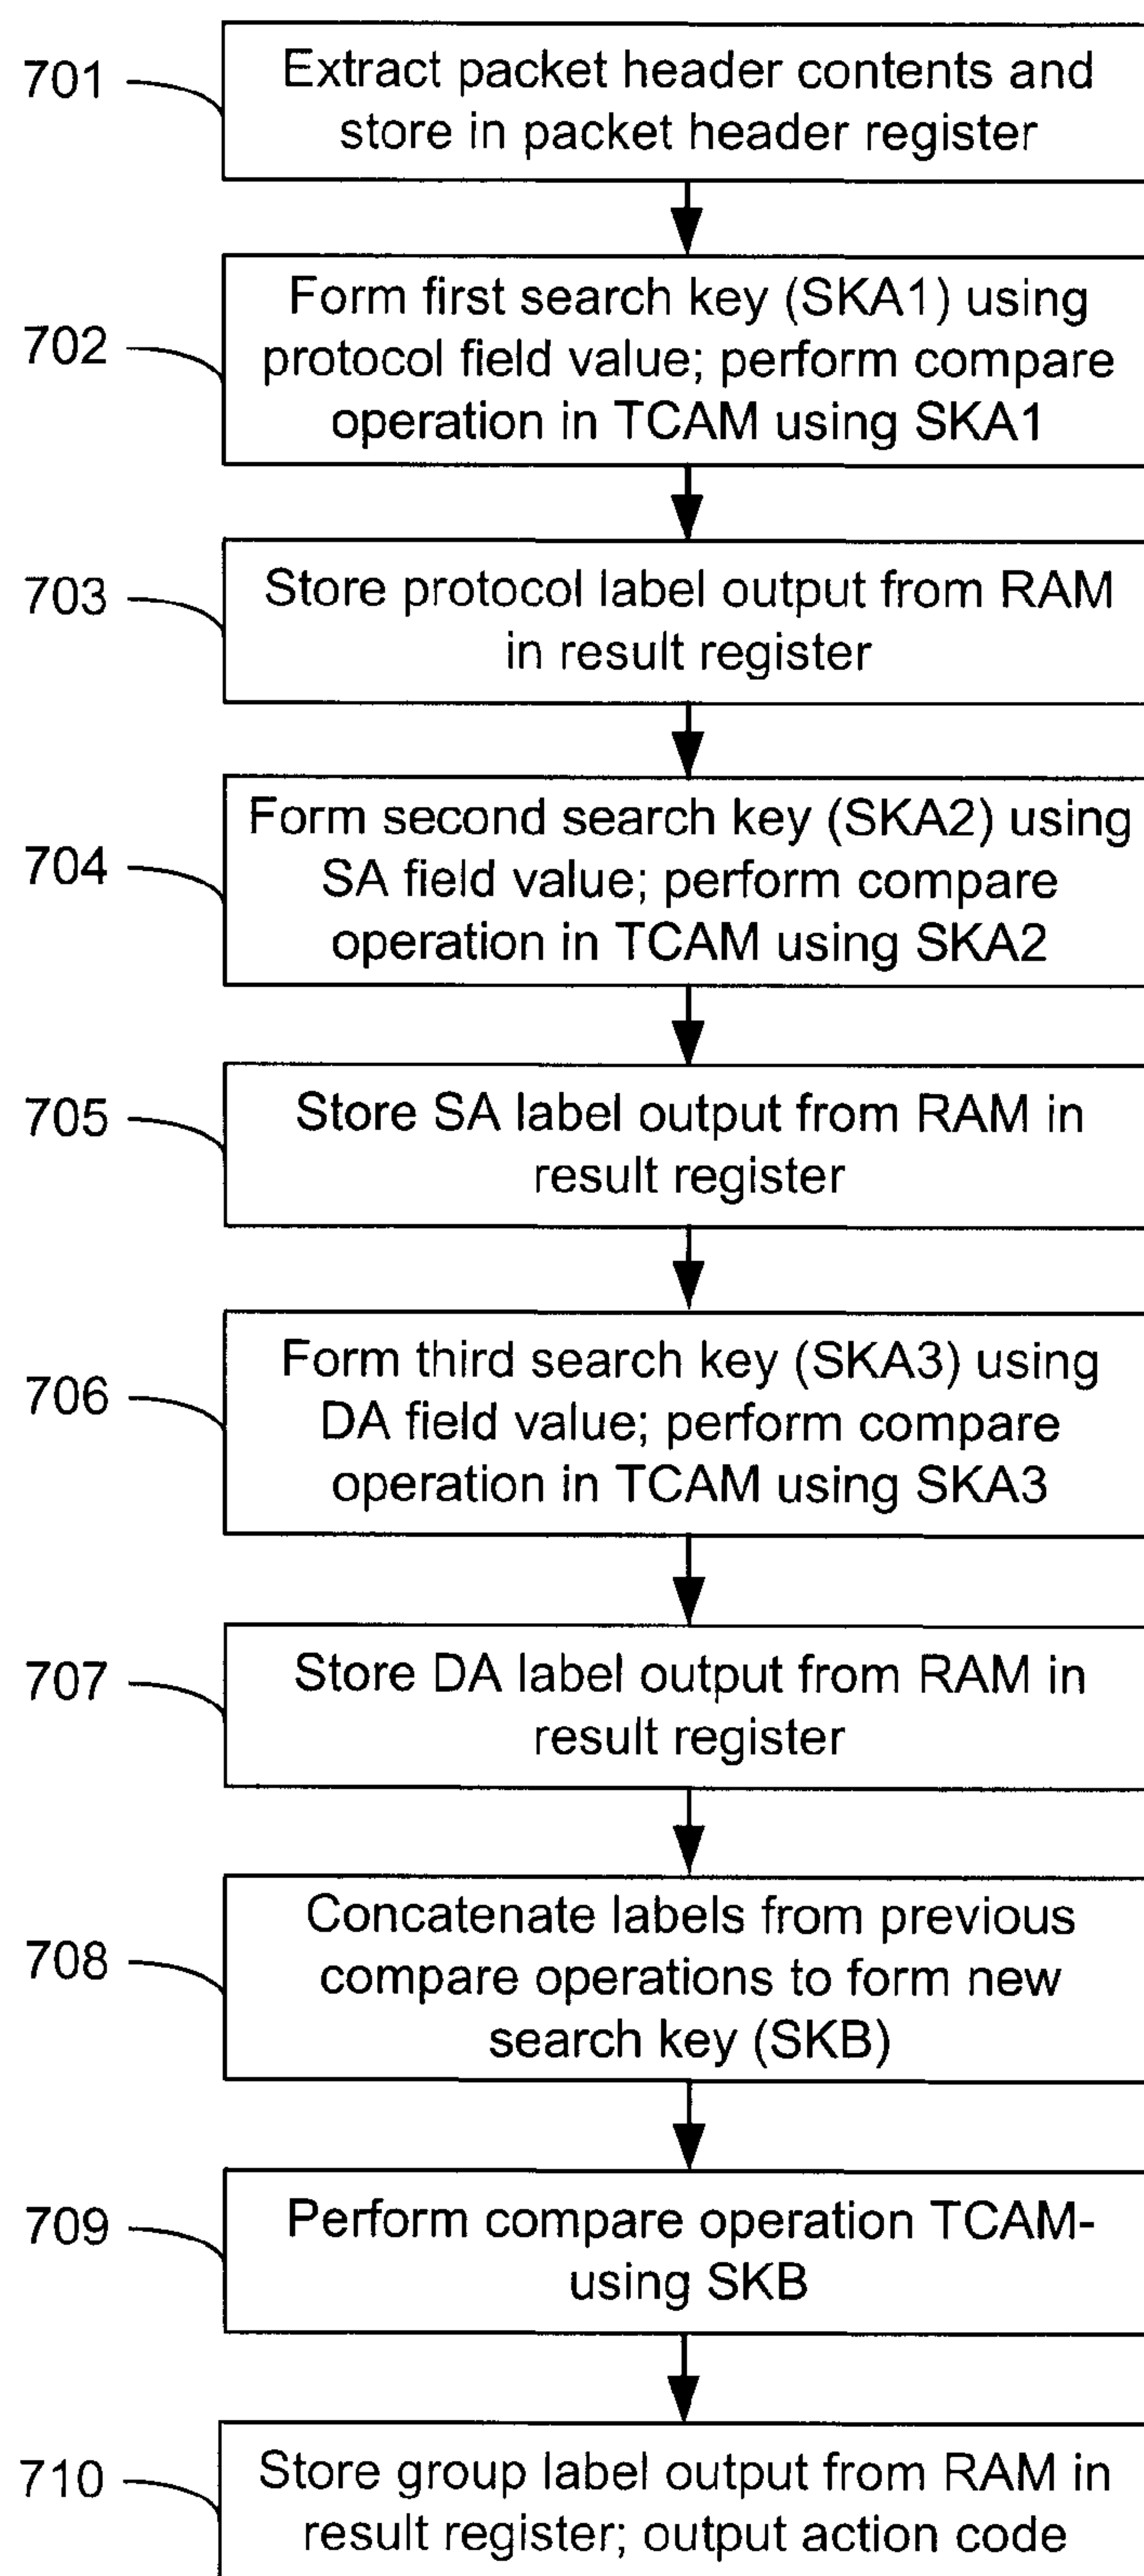 701
Extract packet header contents and
store in packet header register
702
Form first search key (SKA1) using
protocol field value; perform compare
operation in TCAM using SKA1
703
Store protocol label output from RAM
in result register
704
Form second search key (SKA2) using
SA field value; perform compare
operation in TCAM using SKA2
705
Store SA label output from RAM in
result register
706
Form third search key (SKA3) using
DA field value; perform compare
operation in TCAM using SKA3
707
Store DA label output from RAM in
result register
708
Concatenate labels from previous
compare operations to form new
search key (SKB)
709
Perform compare operation TCAM-
using SKB
710
Store group label output from RAM in
result register; output action code